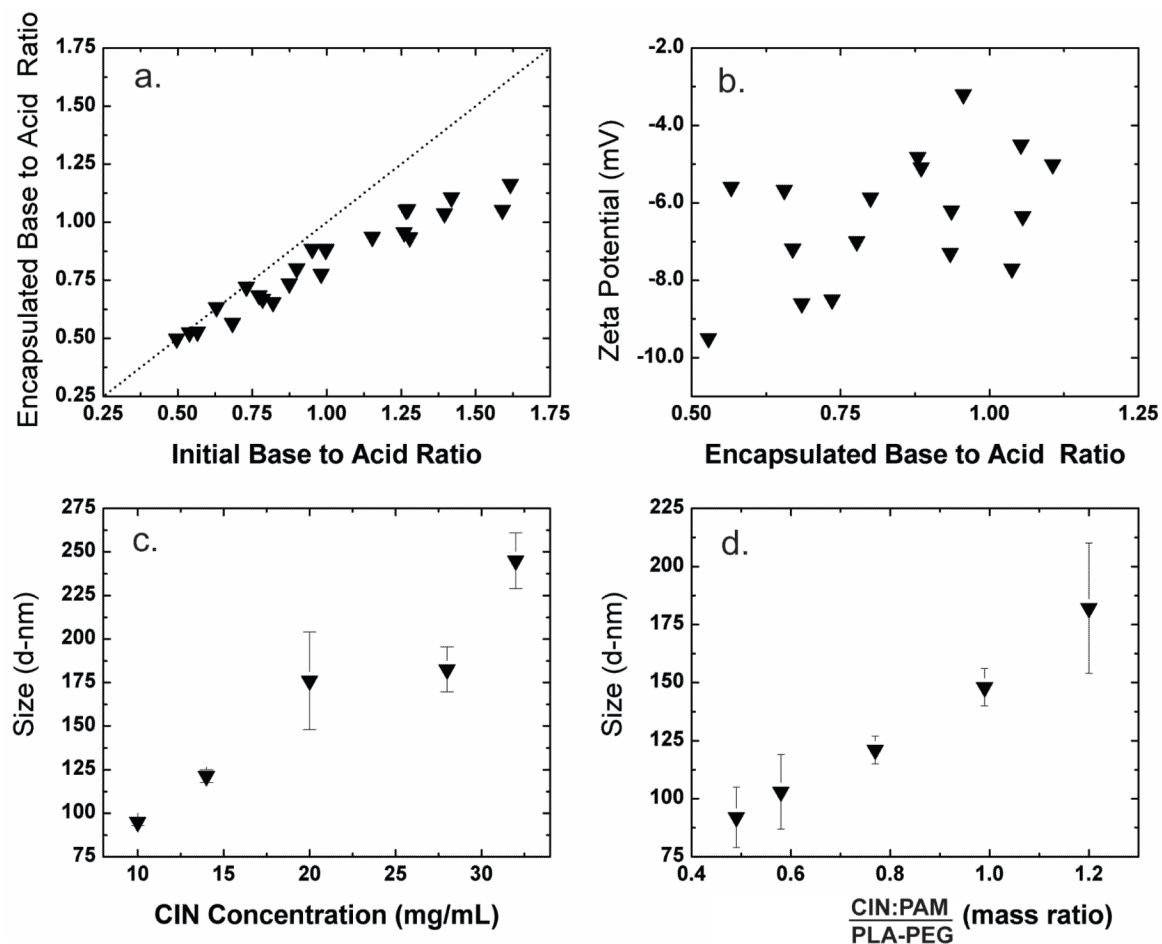 a.
Encapsulated Base to Acid Ratio
1.75
1.50
1.25
1.00
0.75
0.50
0.25
0.25 0.50 0.75 1.00 1.25 1.50 1.75
Initial Base to Acid Ratio
b.
Zeta Potential (mV)
-2.0
-4.0
-6.0
-8.0
-10.0
0.50 0.75 1.00 1.25
Encapsulated Base to Acid Ratio
c.
Size (d-nm)
275
250
225
200
175
150
125
100
75
10 15 20 25 30
CIN Concentration (mg/mL)
d.
Size (d-nm)
225
200
175
150
125
100
75
0.4 0.6 0.8 1.0 1.2
CIN:PAM
PLA-PEG (mass ratio)